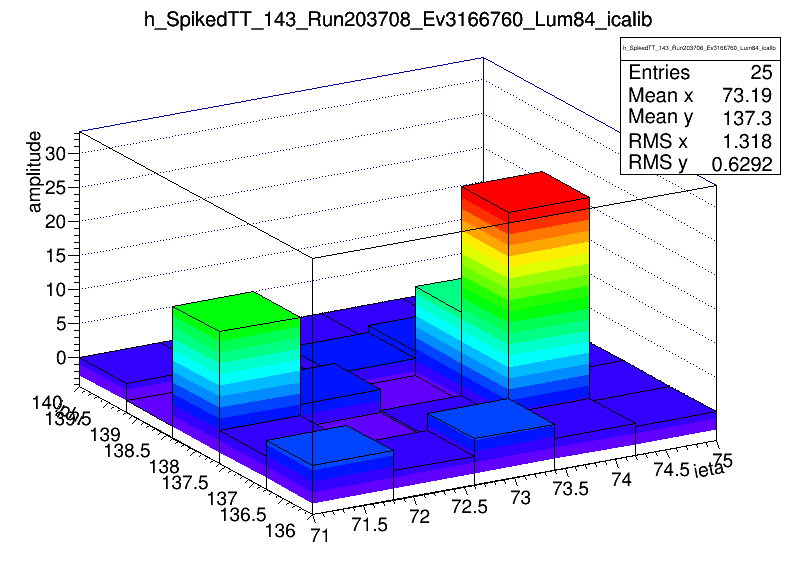 h_SpikedTT_143_Run203708_Ev3166760_Lum84_icalib
h_SpikedTT_143_Run203708_Ev3166760_Lum84_icalib
Entries 25
Mean x 73.19
Mean y 137.3
RMS x 1.318
RMS y 0.6292
amplitude
30
25
20
15
10
5
0
140
139.5
139
138.5
138
137.5
137
136.5
136
71
71.5
72
72.5
73
73.5
74
74.5
75
ieta